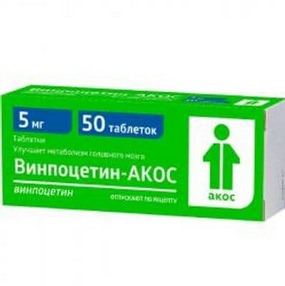 5 мг 50 таблеток
Таблетки
Улучшает метаболизм головного мозга
Винпоцетин-АКОС
винпоцетин
ОТПУСКАЮТ ПО РЕЦЕПТУ
акос